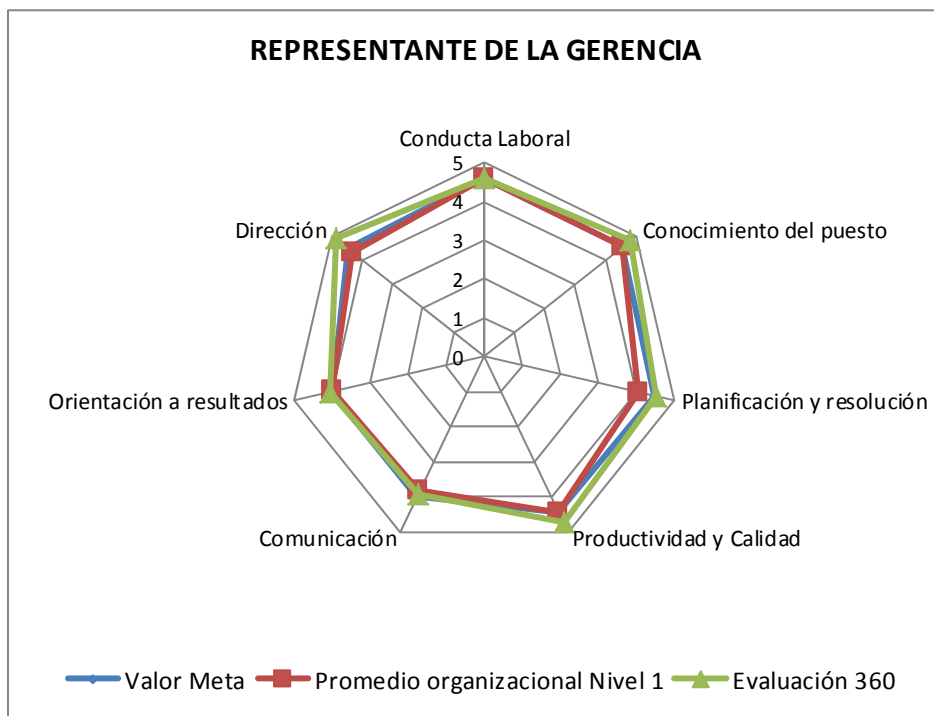 REPRESENTANTE DE LA GERENCIA
Conducta Laboral
5
4
3
2
1
0
Dirección
Conocimiento del puesto
Orientación a resultados
Planificación y resolución
Comunicación
Productividad y Calidad
Valor Meta
Promedio organizacional Nivel 1
Evaluación 360